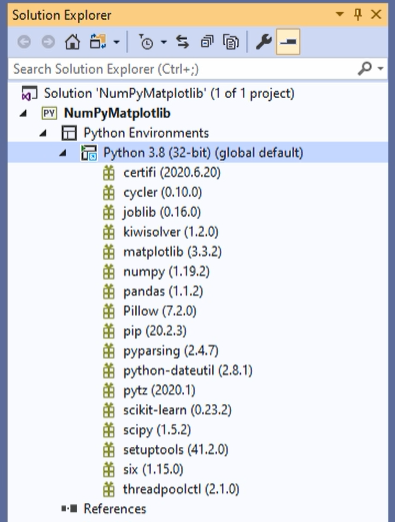 Solution Explorer
Search Solution Explorer (Ctrl+;)
Solution 'NumPyMatplotlib' (1 of 1 project)
PY NumPyMatplotlib
Python Environments
Python 3.8 (32-bit) (global default)
certifi (2020.6.20)
cycler (0.10.0)
joblib (0.16.0)
kiwisolver (1.2.0)
matplotlib (3.3.2)
numpy (1.19.2)
pandas (1.1.2)
Pillow (7.2.0)
pip (20.2.3)
pyparsing (2.4.7)
python-dateutil (2.8.1)
pytz (2020.1)
scikit-learn (0.23.2)
scipy (1.5.2)
setuptools (41.2.0)
six (1.15.0)
threadpoolctl (2.1.0)
References